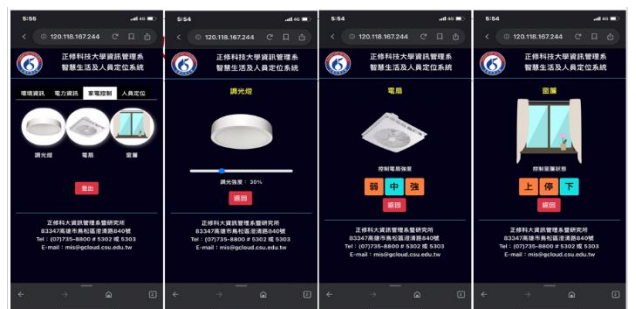 5:55
4G
120.118.167.244
正修科技大學資訊管理系
智慧生活及人員定位系統
環境資訊 電力資訊 家電控制 人員定位
調光燈 電扇 窗簾
登出
正修科大資訊管理系暨研究所
83347高雄市鳥松區澄清路840號
Tel：(07)735-8800 # 5302 或 5303
E-mail：mis@gcloud.csu.edu.tw
5:54
4G
120.118.167.244
正修科技大學資訊管理系
智慧生活及人員定位系統
調光燈
調光強度： 30%
返回
正修科大資訊管理系暨研究所
83347高雄市鳥松區澄清路840號
Tel：(07)735-8800 # 5302 或 5303
E-mail：mis@gcloud.csu.edu.tw
5:54
4G
120.118.167.244
正修科技大學資訊管理系
智慧生活及人員定位系統
電扇
控制電扇強度
弱 中 強
返回
正修科大資訊管理系暨研究所
83347高雄市鳥松區澄清路840號
Tel：(07)735-8800 # 5302 或 5303
E-mail：mis@gcloud.csu.edu.tw
5:54
4G
120.118.167.244
正修科技大學資訊管理系
智慧生活及人員定位系統
窗簾
控制窗簾狀態
上 停 下
返回
正修科大資訊管理系暨研究所
83347高雄市鳥松區澄清路840號
Tel：(07)735-8800 # 5302 或 5303
E-mail：mis@gcloud.csu.edu.tw